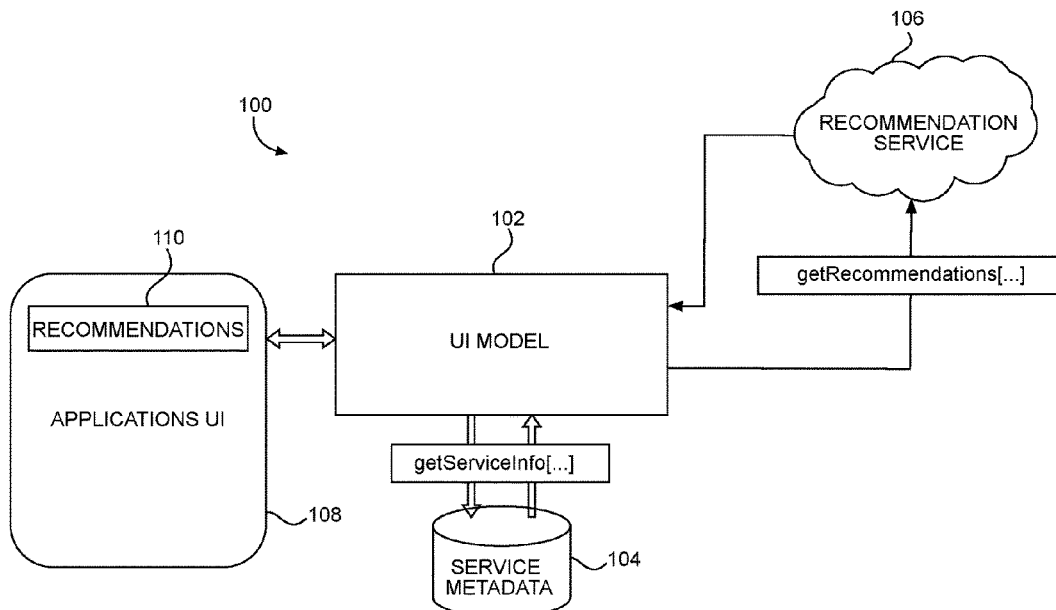 106
100
RECOMMENDATION
SERVICE
110
102
getRecommendations[...]
RECOMMENDATIONS
UI MODEL
APPLICATIONS UI
getServiceInfo[...]
108
SERVICE
METADATA
104